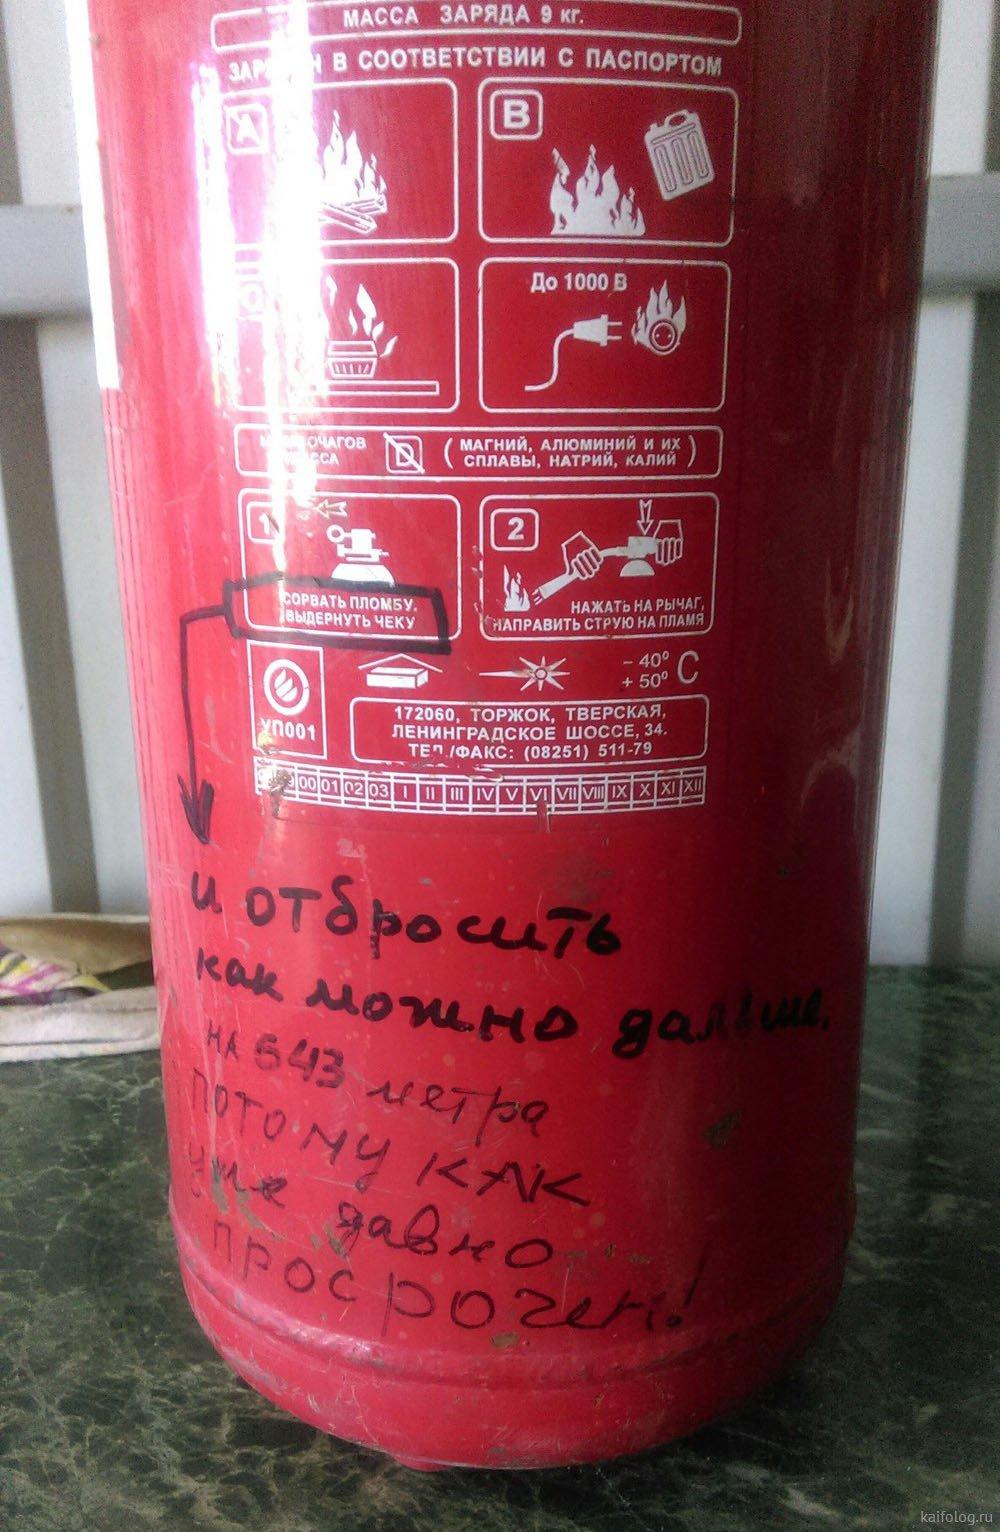 МАССА ЗАРЯДА 9 кг.
В СООТВЕТСТВИИ С ПАСПОРТОМ
A
B
C
До 1000 В
ОЧАГОВ
D
( МАГНИЙ, АЛЮМИНИЙ И ИХ
СПЛАВЫ, НАТРИЙ, КАЛИЙ )
1
СОРВАТЬ ПЛОМБУ.
ВЫДЕРНУТЬ ЧЕКУ
2
НАЖАТЬ НА РЫЧАГ,
НАПРАВИТЬ СТРУЮ НА ПЛАМЯ
– 40° C
+ 50°
УП001
172060, ТОРЖОК, ТВЕРСКАЯ,
ЛЕНИНГРАДСКОЕ ШОССЕ, 34.
ТЕЛ./ФАКС: (08251) 511-79
00 01 02 03 I II III IV V VI VII VIII IX X XI XII
и отбросить
как можно дальше.
НА 643 метра
ПОТОМУ КАК
уже давно
просрочен!
kaifolog.ru